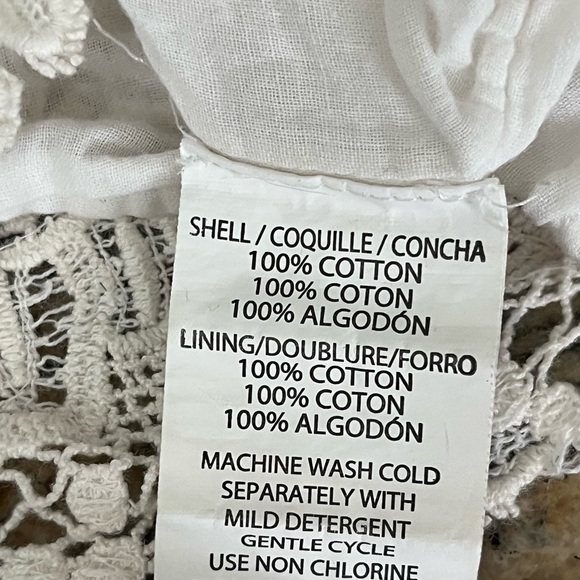 SHELL / COQUILLE / CONCHA
100% COTTON
100% COTON
100% ALGODÓN
LINING/DOUBLURE/FORRO
100% COTTON
100% COTON
100% ALGODÓN
MACHINE WASH COLD
SEPARATELY WITH
MILD DETERGENT
GENTLE CYCLE
USE NON CHLORINE